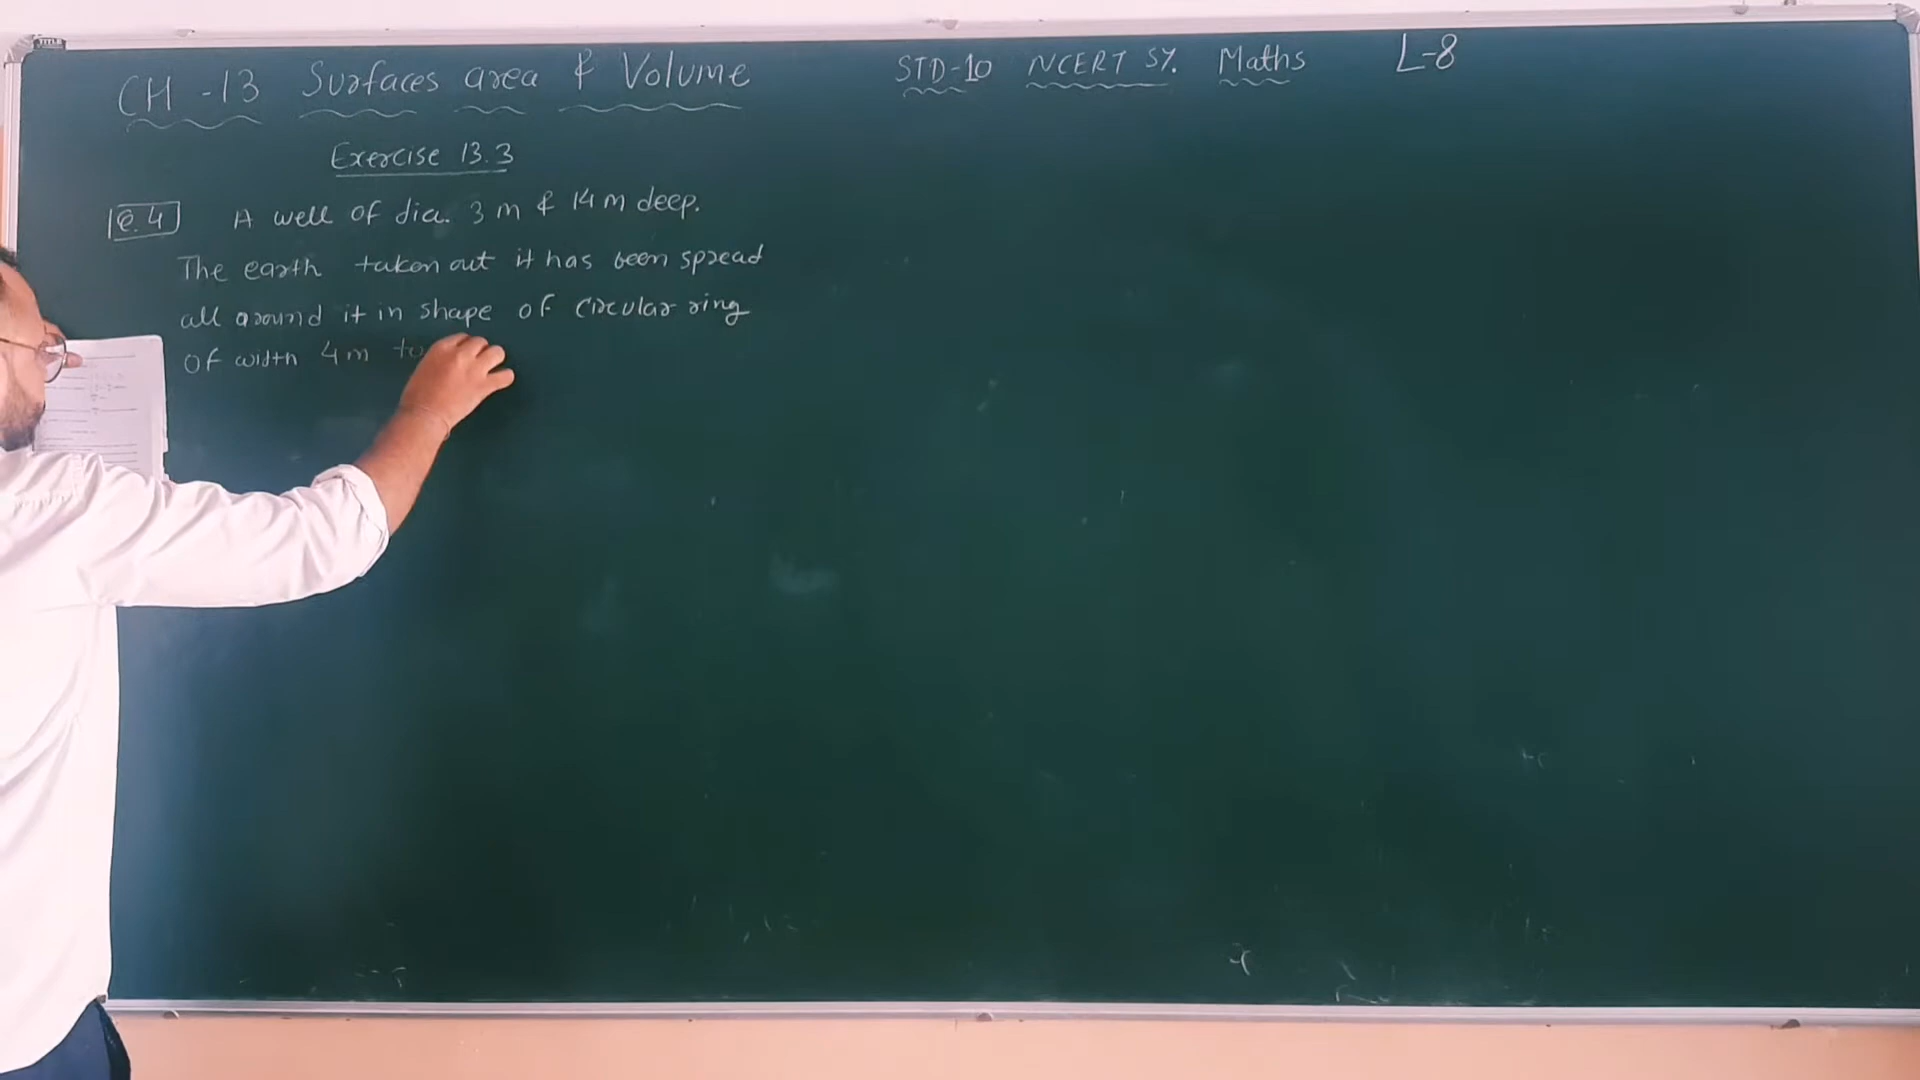 CH-13 Surfaces area & Volume STD-10 NCERT SY. Maths L-8
Exercise 13.3
Q.4 A well of dia. 3 m & 14 m deep.
The earth taken out it has been spread
all around it in shape of circular ring
of width 4 m to